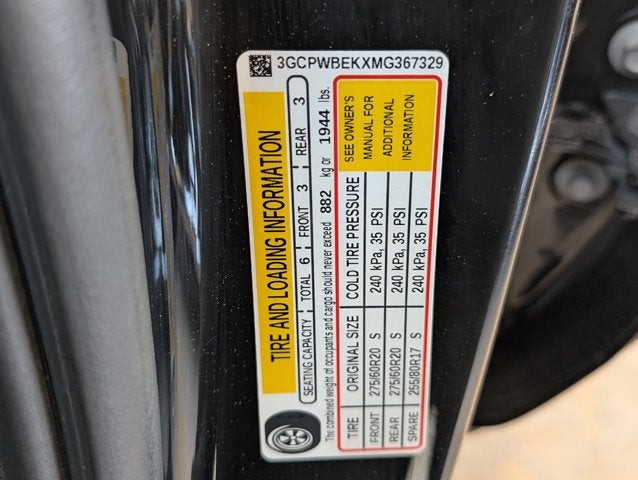 3GCPWBEKXMG367329
TIRE AND LOADING INFORMATION
SEATING CAPACITY TOTAL 6 FRONT 3 REAR 3
The combined weight of occupants and cargo should never exceed 882 kg or 1944 lbs.
TIRE ORIGINAL SIZE COLD TIRE PRESSURE SEE OWNER'S
FRONT 275/60R20 S 240 kPa, 35 PSI MANUAL FOR
REAR 275/60R20 S 240 kPa, 35 PSI ADDITIONAL
SPARE 255/80R17 S 240 kPa, 35 PSI INFORMATION